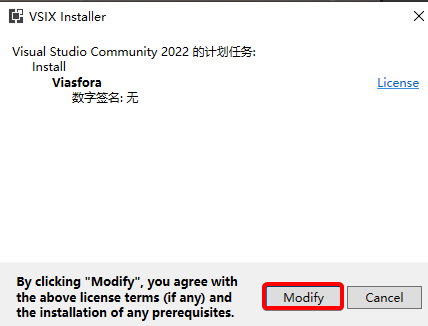 VSIX Installer
Visual Studio Community 2022 的计划任务:
Install
Viasfora
License
数字签名: 无
By clicking "Modify", you agree with
the above license terms (if any) and
the installation of any prerequisites.
Modify
Cancel